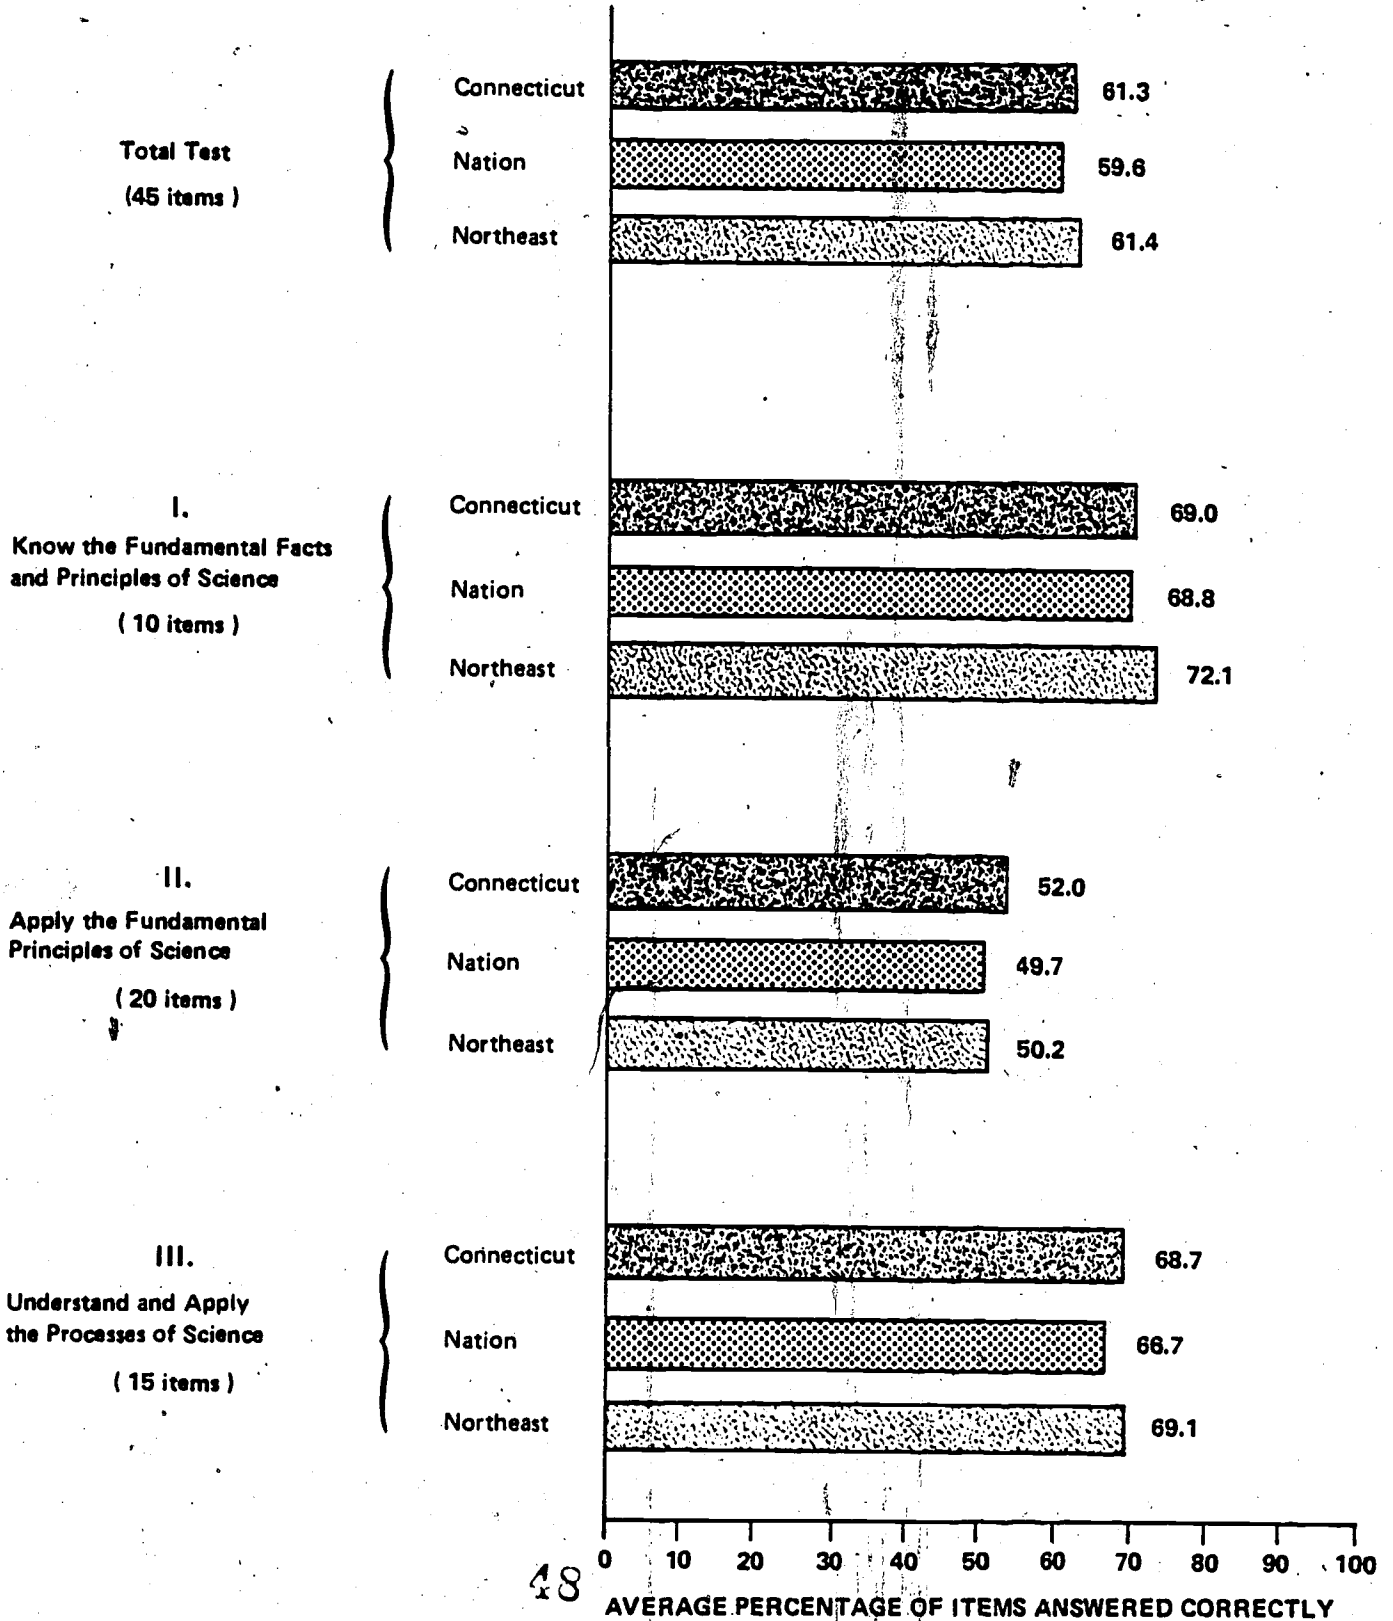 Total Test
(45 items )
Connecticut
61.3
Nation
59.6
Northeast
61.4
I.
Know the Fundamental Facts
and Principles of Science
( 10 items )
Connecticut
69.0
Nation
68.8
Northeast
72.1
II.
Apply the Fundamental
Principles of Science
( 20 items )
Connecticut
52.0
Nation
49.7
Northeast
50.2
III.
Understand and Apply
the Processes of Science
( 15 items )
Connecticut
68.7
Nation
66.7
Northeast
69.1
0 10 20 30 40 50 60 70 80 90 100
48
AVERAGE PERCENTAGE OF ITEMS ANSWERED CORRECTLY